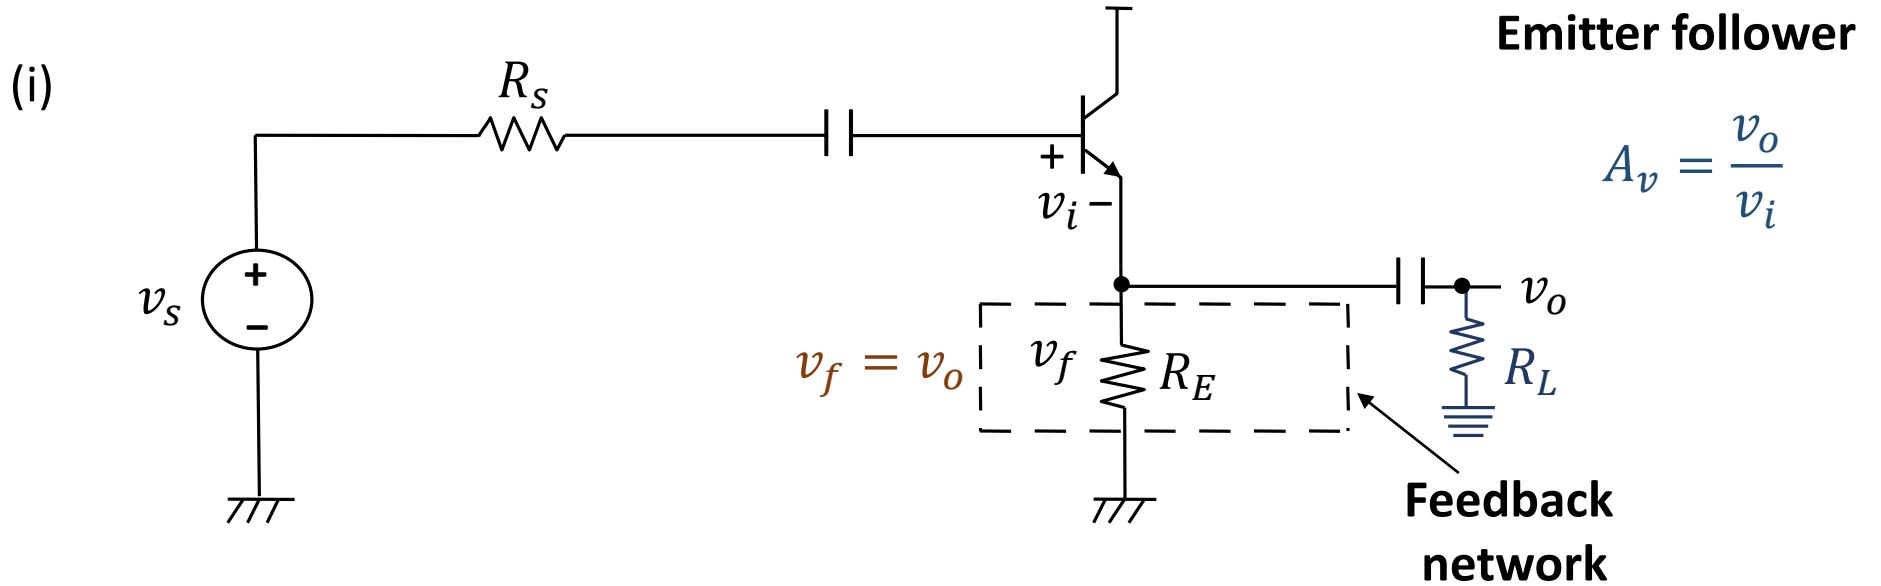 Emitter follower
(i)
R_s
A_v = v_o / v_i
+
v_i −
+
−
v_s
v_o
v_f = v_o
v_f
R_E
R_L
Feedback
network